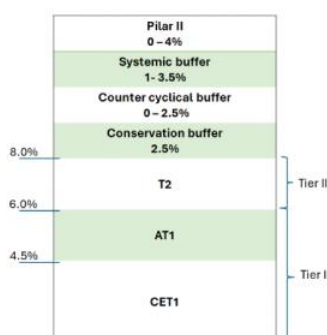 Pilar II
0 – 4%
Systemic buffer
1- 3.5%
Counter cyclical buffer
0 – 2.5%
Conservation buffer
2.5%
8.0%
T2
Tier II
6.0%
AT1
4.5%
Tier I
CET1